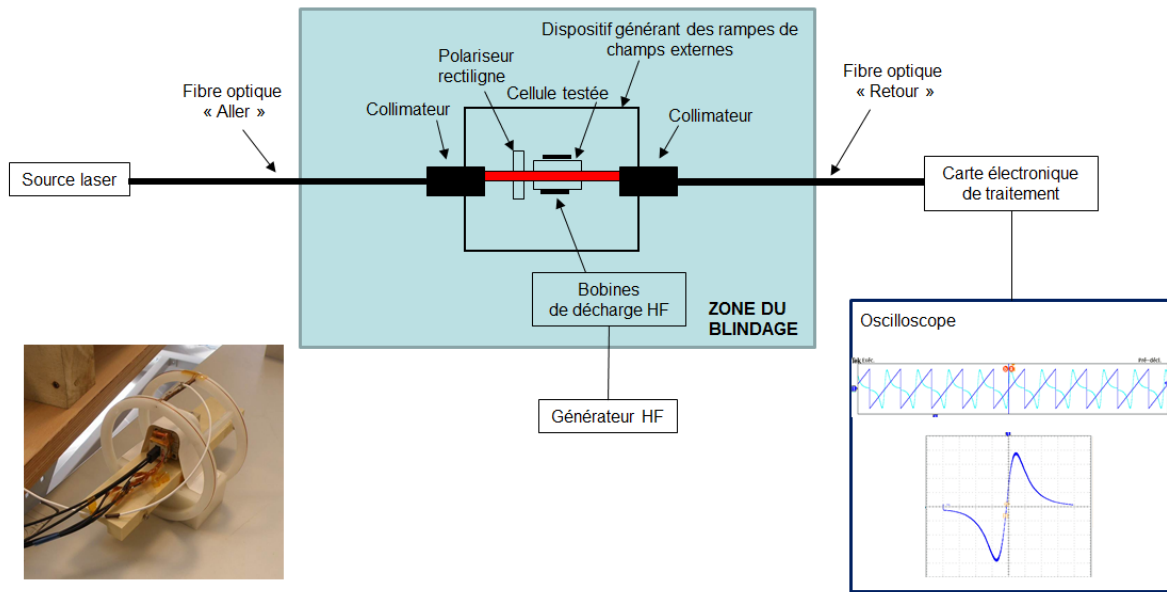 Dispositif générant des rampes de
champs externes
Polariseur
rectiligne
Cellule testée
Fibre optique
« Aller »
Collimateur
Collimateur
Fibre optique
« Retour »
Source laser
Carte électronique
de traitement
Bobines
de décharge HF
ZONE DU
BLINDAGE
Générateur HF
Oscilloscope